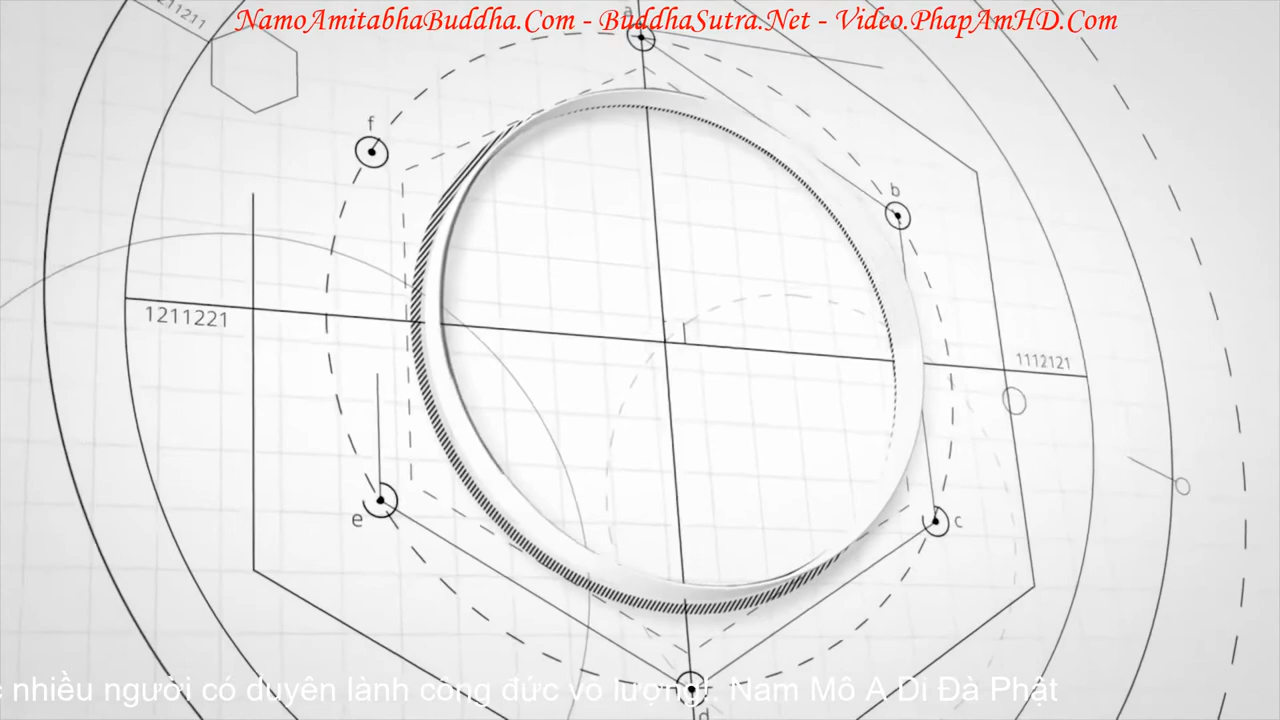 NamoAmitabhaBuddha.Com - BuddhaSutra.Net - Video.PhapAmHD.Com
a
f
b
1211221
1112121
e
c
nhiều người có duyên lành công đức vô lượng!. Nam Mô A Di Đà Phật
d